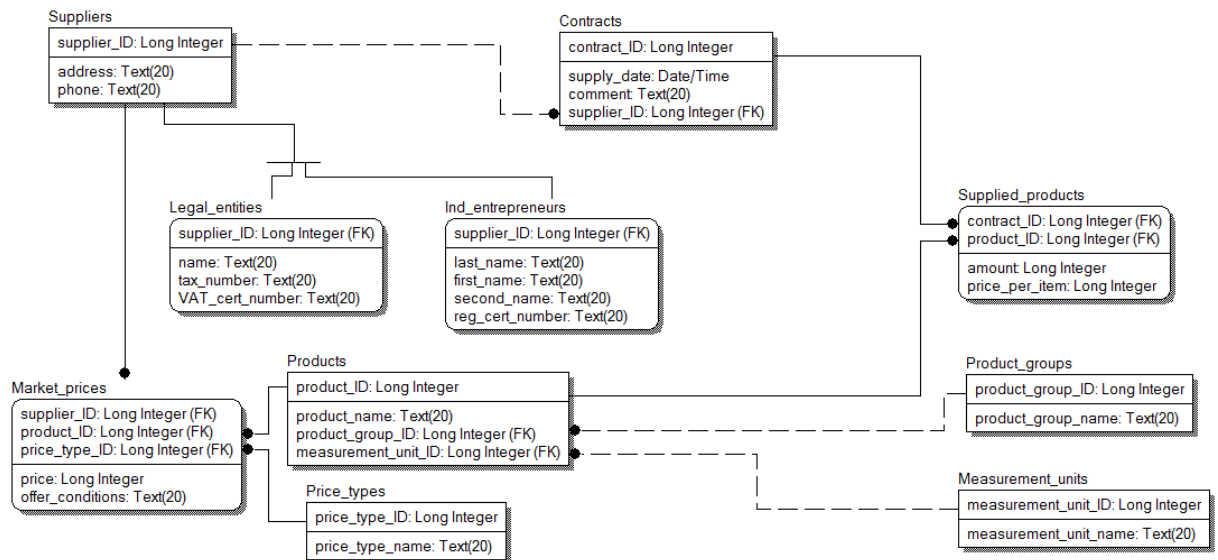 Suppliers
supplier_ID: Long Integer
address: Text(20)
phone: Text(20)
Contracts
contract_ID: Long Integer
supply_date: Date/Time
comment: Text(20)
supplier_ID: Long Integer (FK)
Legal_entities
supplier_ID: Long Integer (FK)
name: Text(20)
tax_number: Text(20)
VAT_cert_number: Text(20)
Ind_entrepreneurs
supplier_ID: Long Integer (FK)
last_name: Text(20)
first_name: Text(20)
second_name: Text(20)
reg_cert_number: Text(20)
Supplied_products
contract_ID: Long Integer (FK)
product_ID: Long Integer (FK)
amount: Long Integer
price_per_item: Long Integer
Market_prices
supplier_ID: Long Integer (FK)
product_ID: Long Integer (FK)
price_type_ID: Long Integer (FK)
price: Long Integer
offer_conditions: Text(20)
Products
product_ID: Long Integer
product_name: Text(20)
product_group_ID: Long Integer (FK)
measurement_unit_ID: Long Integer (FK)
Product_groups
product_group_ID: Long Integer
product_group_name: Text(20)
Price_types
price_type_ID: Long Integer
price_type_name: Text(20)
Measurement_units
measurement_unit_ID: Long Integer
measurement_unit_name: Text(20)